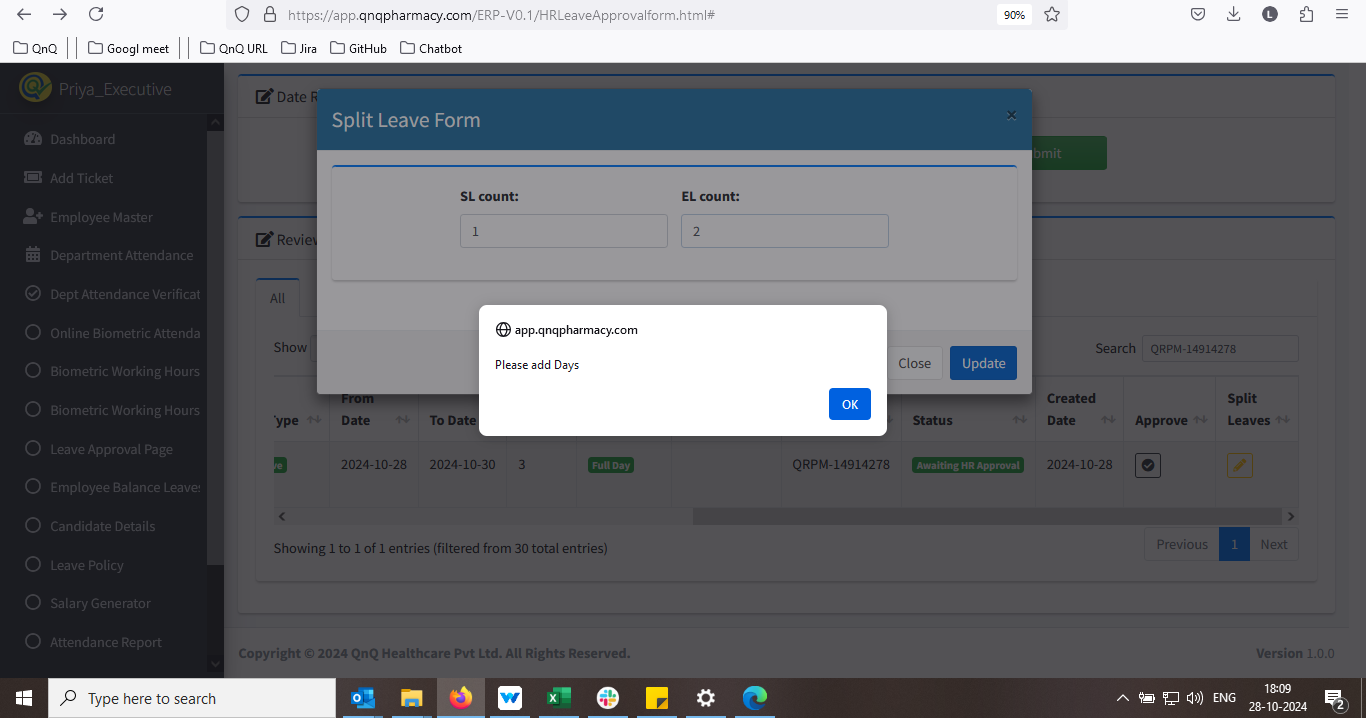 https://app.qnqpharmacy.com/ERP-V0.1/HRLeaveApprovalform.html#
90%
L
QnQ
Googl meet
QnQ URL
Jira
GitHub
Chatbot
Priya_Executive
Dashboard
Add Ticket
Employee Master
Department Attendance
Dept Attendance Verificat
Online Biometric Attenda
Biometric Working Hours
Biometric Working Hours
Leave Approval Page
Employee Balance Leaves
Candidate Details
Leave Policy
Salary Generator
Attendance Report
Date R
bmit
Split Leave Form
×
SL count:
EL count:
1
2
Close
Update
app.qnqpharmacy.com
Please add Days
OK
Review
All
Show
Search
QRPM-14914278
Type
From Date
To Date
Status
Created Date
Approve
Split Leaves
ve
2024-10-28
2024-10-30
3
Full Day
QRPM-14914278
Awaiting HR Approval
2024-10-28
Showing 1 to 1 of 1 entries (filtered from 30 total entries)
Previous
1
Next
Copyright © 2024 QnQ Healthcare Pvt Ltd. All Rights Reserved.
Version 1.0.0
Type here to search
ENG
18:09
28-10-2024
2